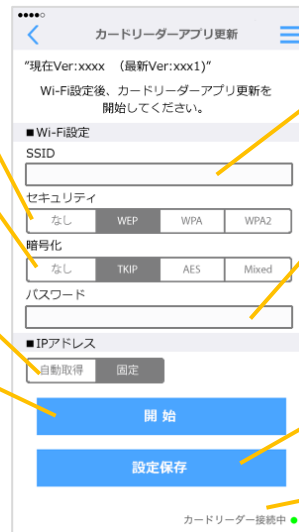 カードリーダーアプリ更新
"現在Ver:xxxx （最新Ver:xxx1)"
Wi-Fi設定後、カードリーダーアプリ更新を
開始してください。
■Wi-Fi設定
SSID
セキュリティ
なし WEP WPA WPA2
暗号化
なし TKIP AES Mixed
パスワード
■IPアドレス
自動取得 固定
開 始
設定保存
カードリーダー接続中